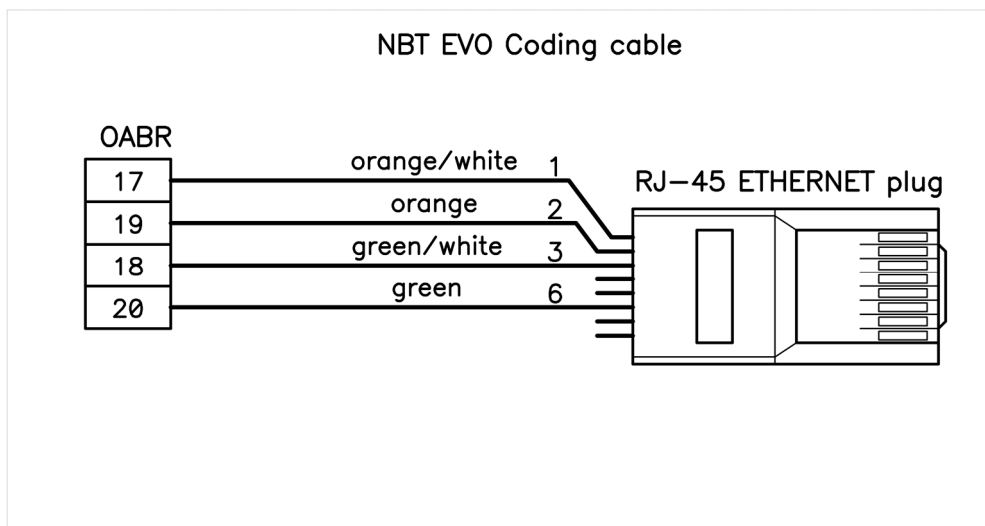 NBT EVO Coding cable
OABR
17 orange/white 1
RJ-45 ETHERNET plug
19 orange 2
18 green/white 3
20 green 6